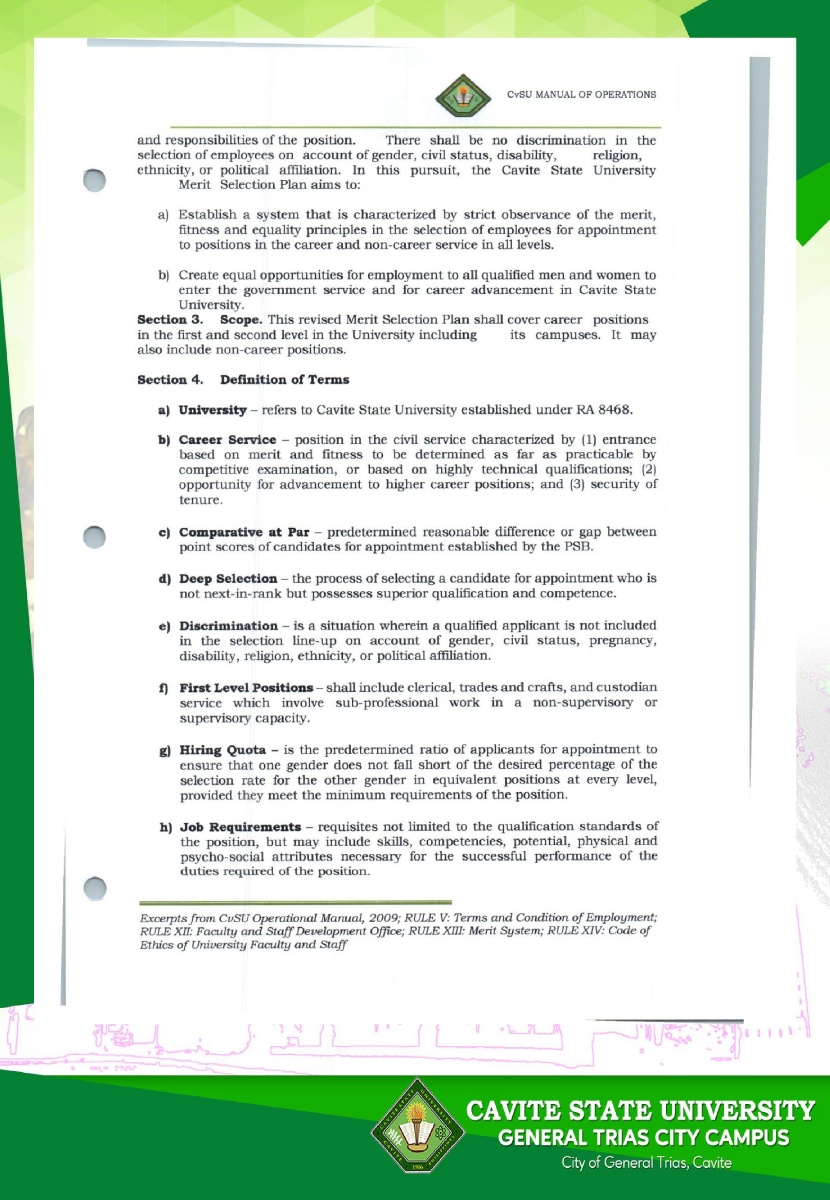 CvSU MANUAL OF OPERATIONS
and responsibilities of the position. There shall be no discrimination in the
selection of employees on account of gender, civil status, disability, religion,
ethnicity, or political affiliation. In this pursuit, the Cavite State University
Merit Selection Plan aims to:
a) Establish a system that is characterized by strict observance of the merit,
fitness and equality principles in the selection of employees for appointment
to positions in the career and non-career service in all levels.
b) Create equal opportunities for employment to all qualified men and women to
enter the government service and for career advancement in Cavite State
University.
Section 3. Scope. This revised Merit Selection Plan shall cover career positions
in the first and second level in the University including its campuses. It may
also include non-career positions.
Section 4. Definition of Terms
a) University – refers to Cavite State University established under RA 8468.
b) Career Service – position in the civil service characterized by (1) entrance
based on merit and fitness to be determined as far as practicable by
competitive examination, or based on highly technical qualifications; (2)
opportunity for advancement to higher career positions; and (3) security of
tenure.
c) Comparative at Par – predetermined reasonable difference or gap between
point scores of candidates for appointment established by the PSB.
d) Deep Selection – the process of selecting a candidate for appointment who is
not next-in-rank but possesses superior qualification and competence.
e) Discrimination – is a situation wherein a qualified applicant is not included
in the selection line-up on account of gender, civil status, pregnancy,
disability, religion, ethnicity, or political affiliation.
f) First Level Positions – shall include clerical, trades and crafts, and custodian
service which involve sub-professional work in a non-supervisory or
supervisory capacity.
g) Hiring Quota – is the predetermined ratio of applicants for appointment to
ensure that one gender does not fall short of the desired percentage of the
selection rate for the other gender in equivalent positions at every level,
provided they meet the minimum requirements of the position.
h) Job Requirements – requisites not limited to the qualification standards of
the position, but may include skills, competencies, potential, physical and
psycho-social attributes necessary for the successful performance of the
duties required of the position.
Excerpts from CvSU Operational Manual, 2009; RULE V: Terms and Condition of Employment;
RULE XII: Faculty and Staff Development Office; RULE XIII: Merit System; RULE XIV: Code of
Ethics of University Faculty and Staff
CAVITE STATE UNIVERSITY
GENERAL TRIAS CITY CAMPUS
City of General Trias, Cavite
1906